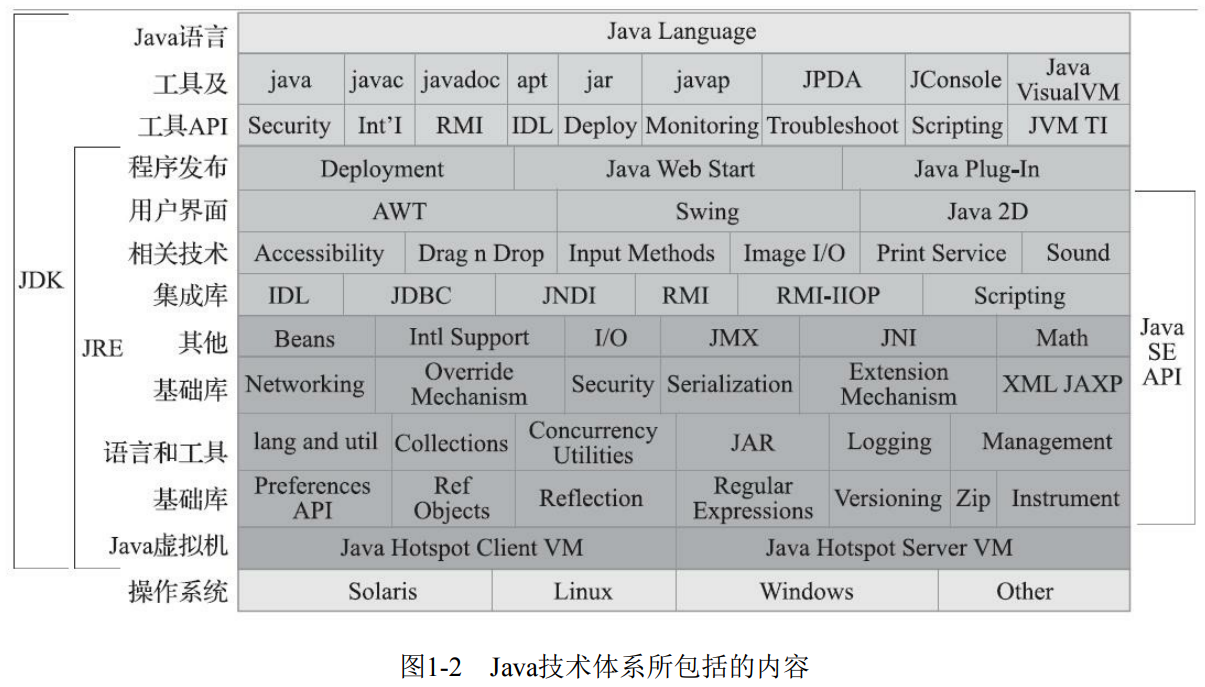 Java语言 Java Language
工具及 java javac javadoc apt jar javap JPDA JConsole Java VisualVM
工具API Security Int'I RMI IDL Deploy Monitoring Troubleshoot Scripting JVM TI
程序发布 Deployment Java Web Start Java Plug-In
用户界面 AWT Swing Java 2D
相关技术 Accessibility Drag n Drop Input Methods Image I/O Print Service Sound
JDK
集成库 IDL JDBC JNDI RMI RMI-IIOP Scripting
JRE
其他 Beans Intl Support I/O JMX JNI Math
Java SE API
基础库 Networking Override Mechanism Security Serialization Extension Mechanism XML JAXP
语言和工具 lang and util Collections Concurrency Utilities JAR Logging Management
基础库 Preferences API Ref Objects Reflection Regular Expressions Versioning Zip Instrument
Java虚拟机 Java Hotspot Client VM Java Hotspot Server VM
操作系统 Solaris Linux Windows Other
图1-2 Java技术体系所包括的内容